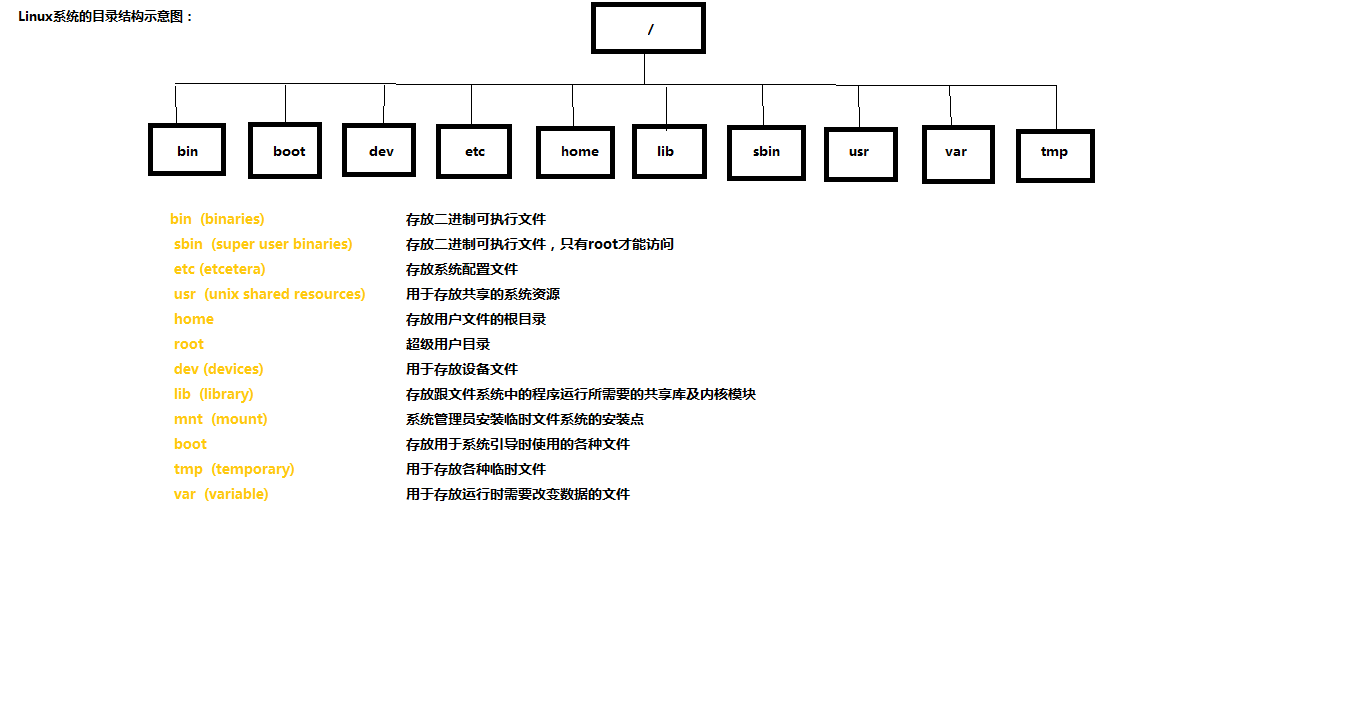 Linux系统的目录结构示意图：
/
bin boot dev etc home lib sbin usr var tmp
bin (binaries) 存放二进制可执行文件
sbin (super user binaries) 存放二进制可执行文件，只有root才能访问
etc (etcetera) 存放系统配置文件
usr (unix shared resources) 用于存放共享的系统资源
home 存放用户文件的根目录
root 超级用户目录
dev (devices) 用于存放设备文件
lib (library) 存放跟文件系统中的程序运行所需要的共享库及内核模块
mnt (mount) 系统管理员安装临时文件系统的安装点
boot 存放用于系统引导时使用的各种文件
tmp (temporary) 用于存放各种临时文件
var (variable) 用于存放运行时需要改变数据的文件